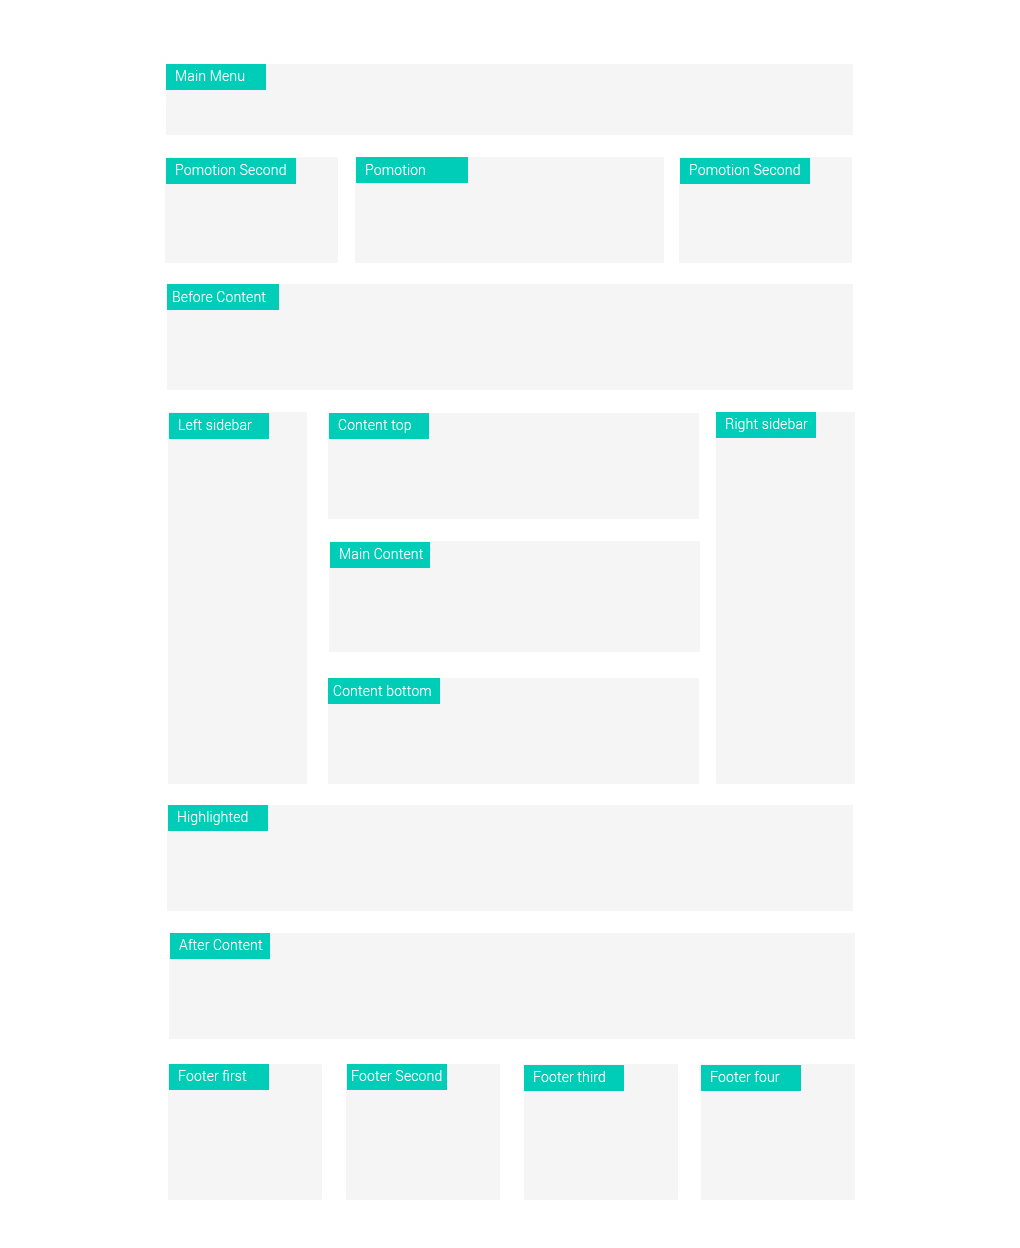 Main Menu
Pomotion Second
Pomotion
Pomotion Second
Before Content
Left sidebar
Content top
Right sidebar
Main Content
Content bottom
Highlighted
After Content
Footer first
Footer Second
Footer third
Footer four